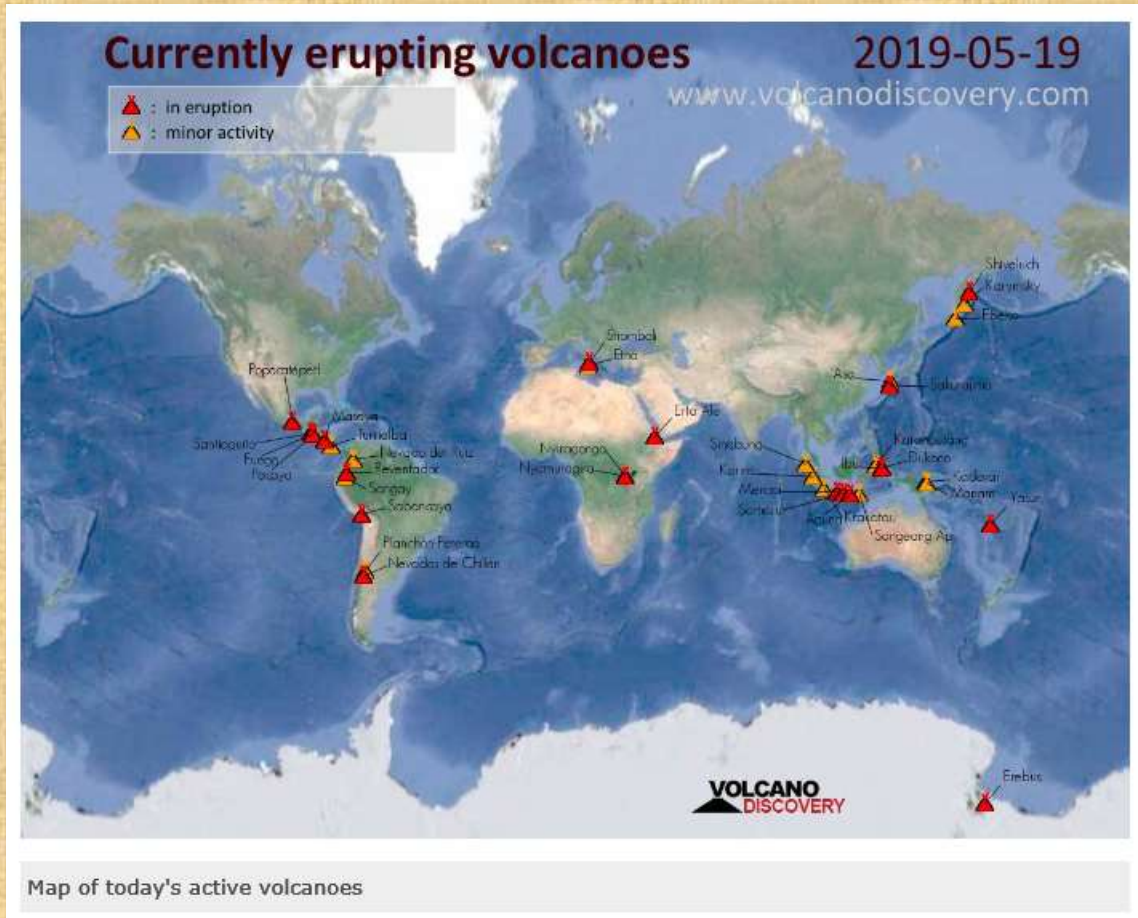 Currently erupting volcanoes
2019-05-19
www.volcanodiscovery.com
: in eruption
: minor activity
Shiveluch
Karymsky
Ebeko
Stromboli
Etna
Aso
Sakurajima
Popocatépetl
Masaya
Santiaguito
Turrialba
Fuego
Pacaya
Nevado del Ruiz
Reventador
Sangay
Sabancaya
Planchón-Peteroa
Nevados de Chillán
Erta Ale
Nyiragongo
Nyamuragira
Sinabung
Karangetang
Ibu
Dukono
Kerinci
Merapi
Semeru
Agung
Krakatau
Sangeang Api
Kadovar
Manam
Yasur
Erebus
VOLCANO
DISCOVERY
Map of today's active volcanoes